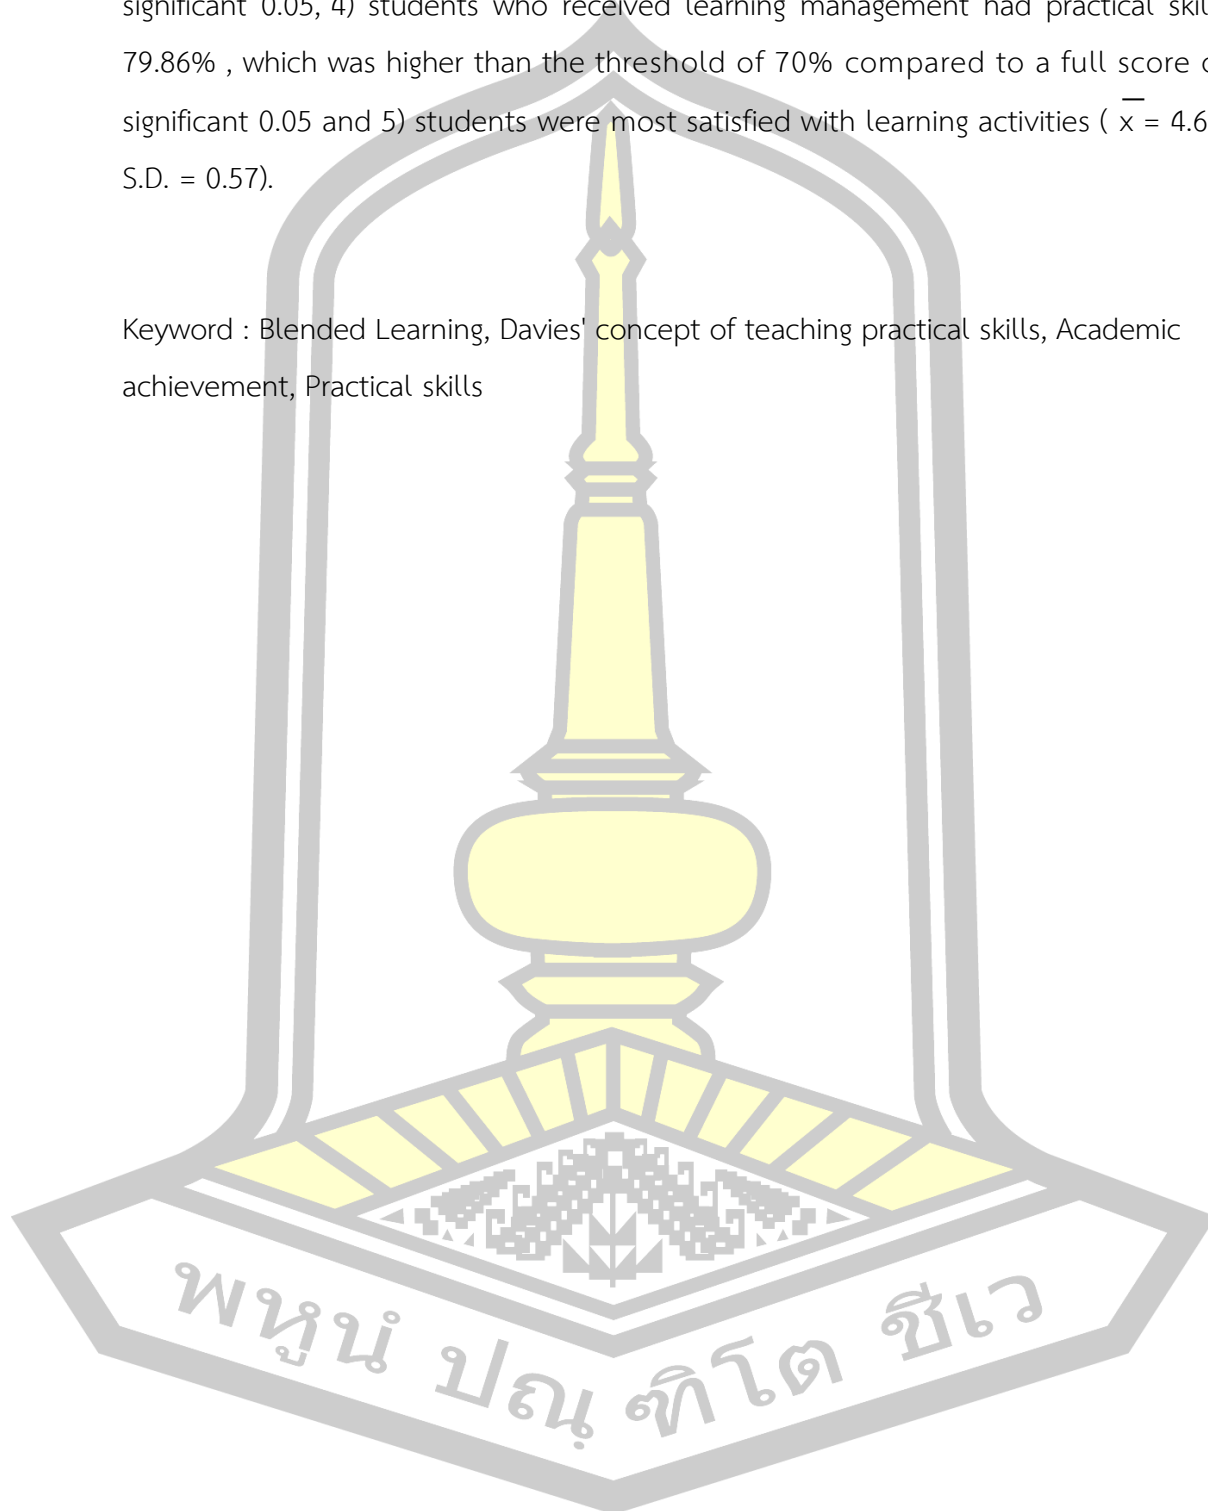 significant 0.05, 4) students who received learning management had practical skil
79.86% , which was higher than the threshold of 70% compared to a full score
significant 0.05 and 5) students were most satisfied with learning activities ( x̅ = 4.6
S.D. = 0.57).
Keyword : Blended Learning, Davies' concept of teaching practical skills, Academic
achievement, Practical skills
พหูนํ ปณฺฑิโต ชีเว